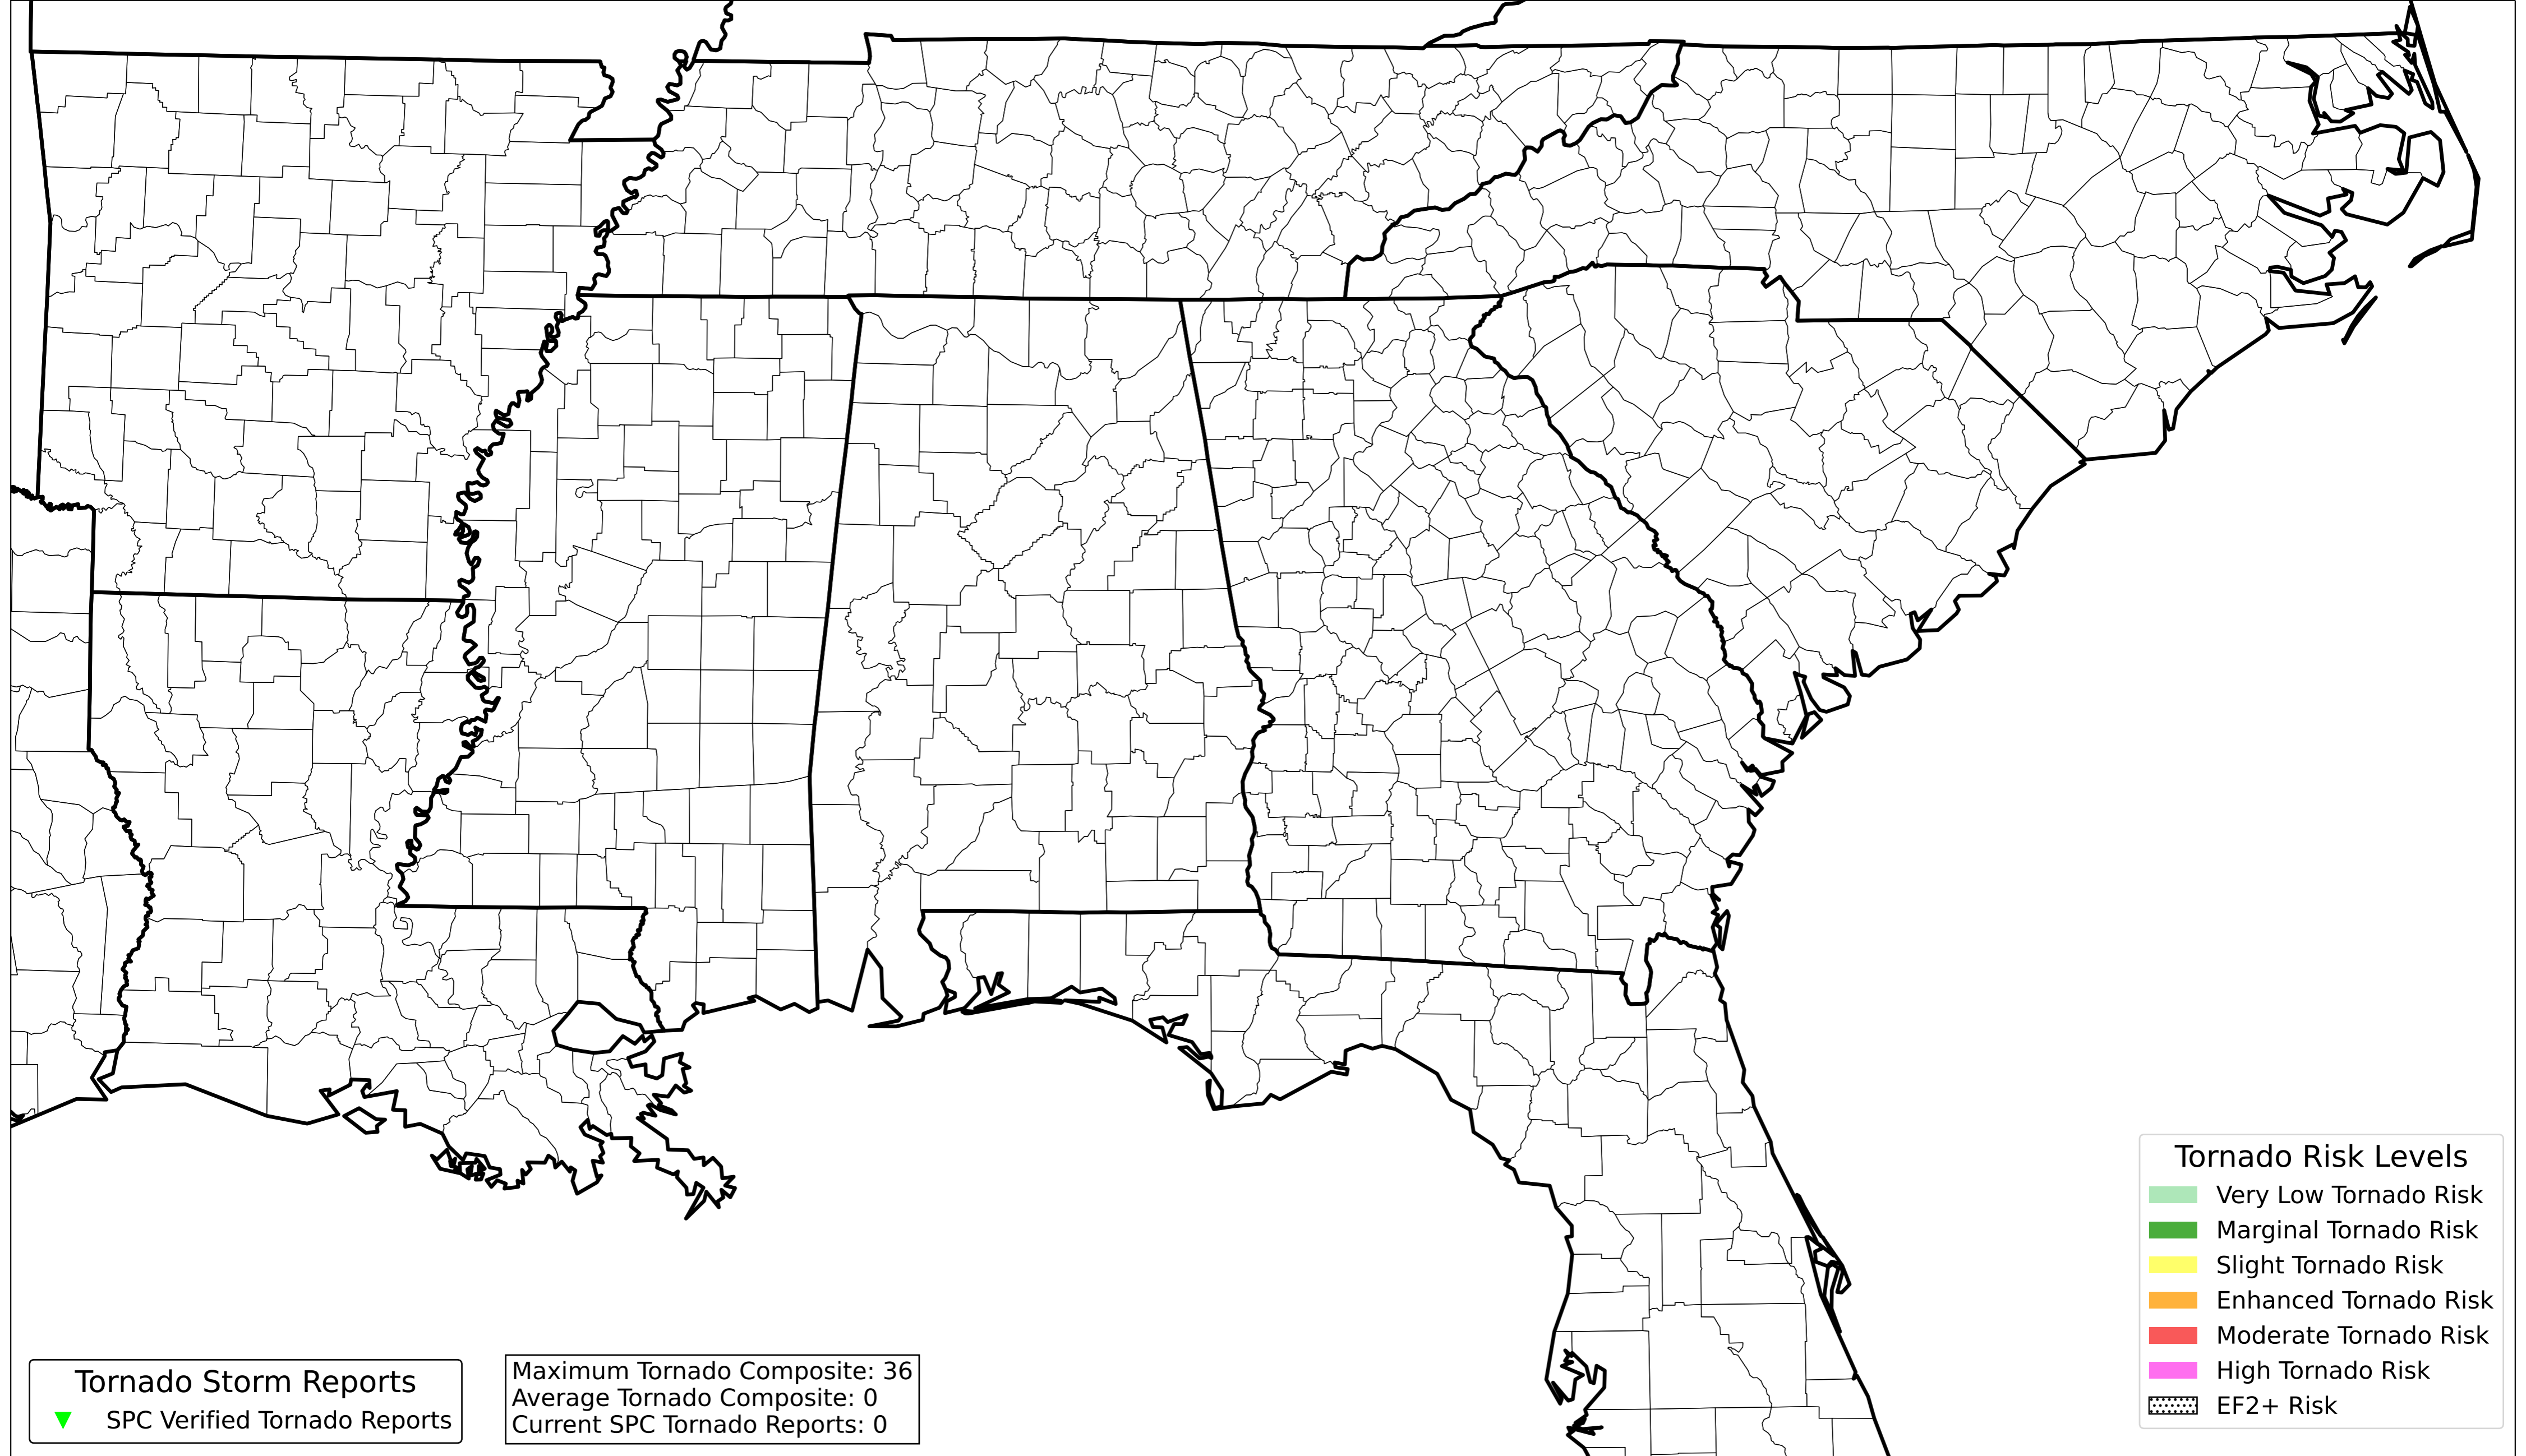 Tornado Risk Levels
Very Low Tornado Risk
Marginal Tornado Risk
Slight Tornado Risk
Enhanced Tornado Risk
Moderate Tornado Risk
High Tornado Risk
EF2+ Risk
Tornado Storm Reports
SPC Verified Tornado Reports
Maximum Tornado Composite: 36
Average Tornado Composite: 0
Current SPC Tornado Reports: 0